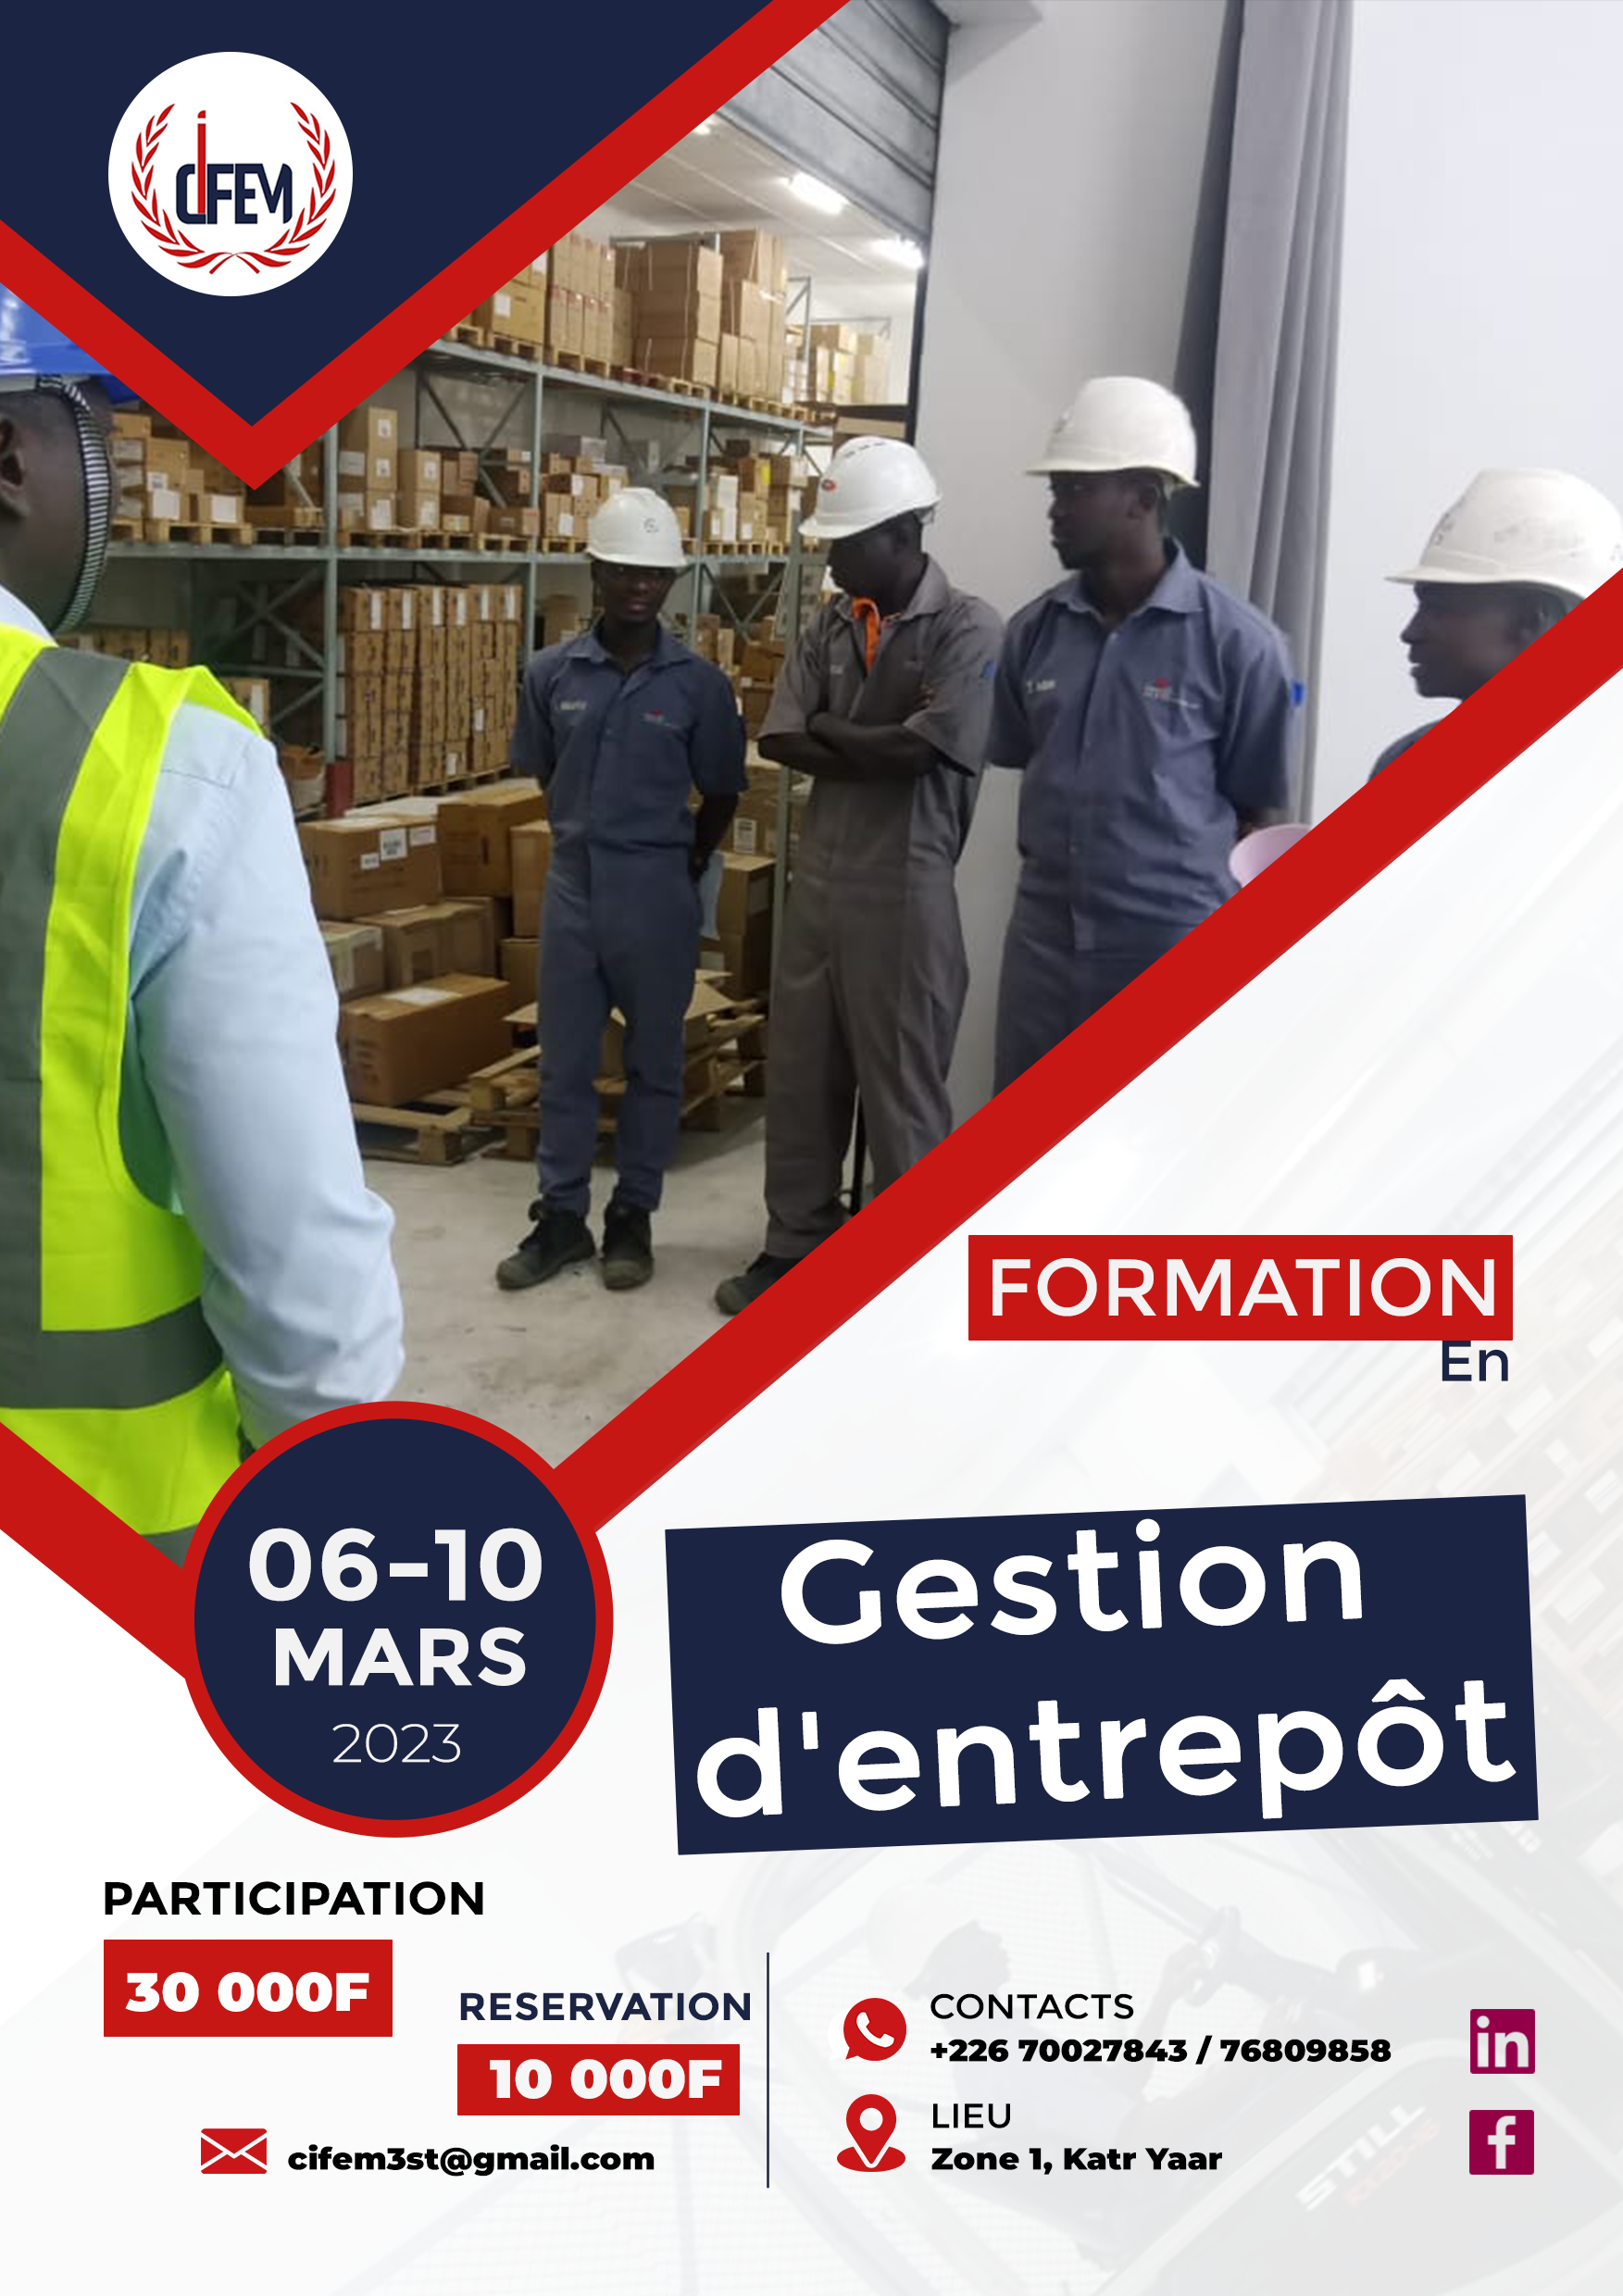 CIFEM
FORMATION
En
Gestion
d'entrepôt
06-10
MARS
2023
PARTICIPATION
30 000F
RESERVATION
10 000F
cifem3st@gmail.com
CONTACTS
+226 70027843 / 76809858
LIEU
Zone 1, Katr Yaar
in
f
STILL